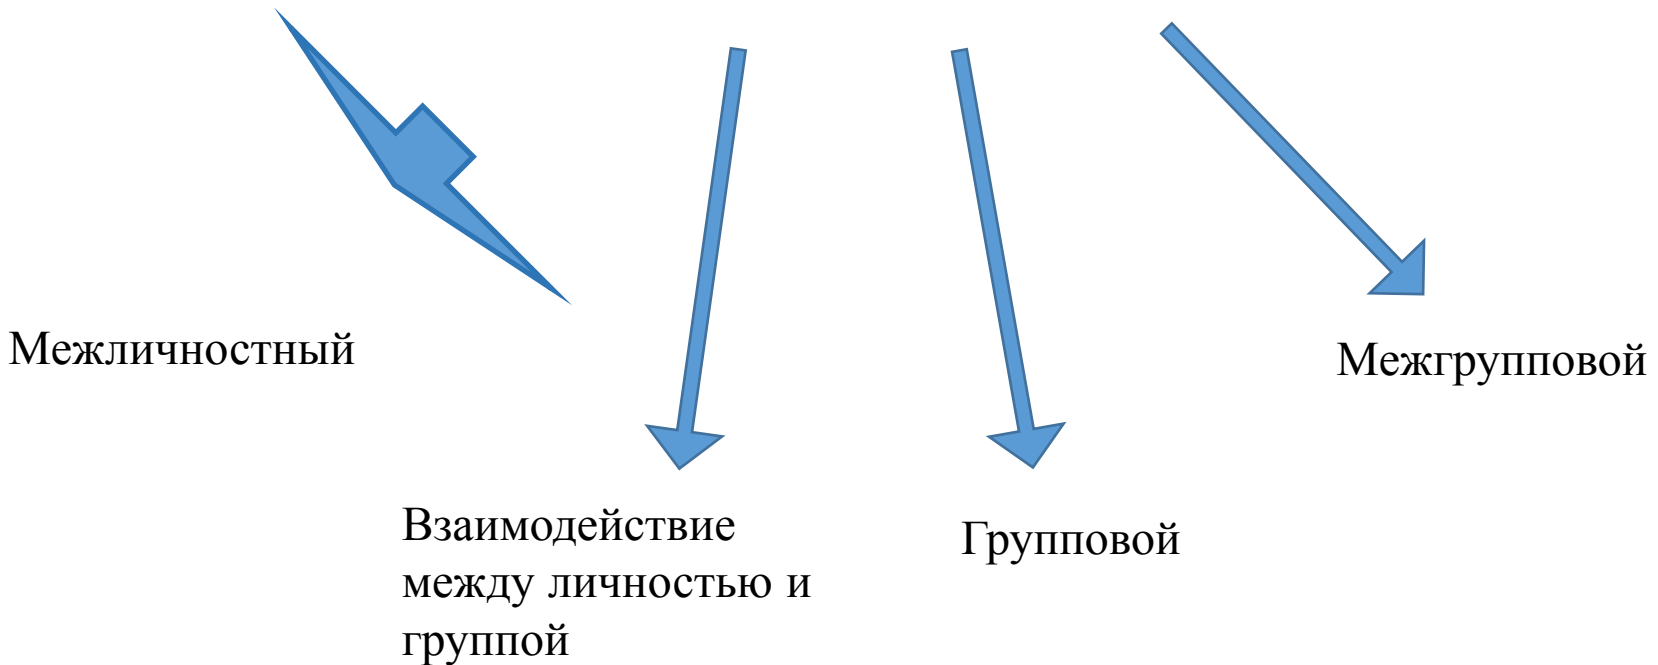 Межличностный
Межгрупповой
Взаимодействие
между личностью и
группой
Групповой